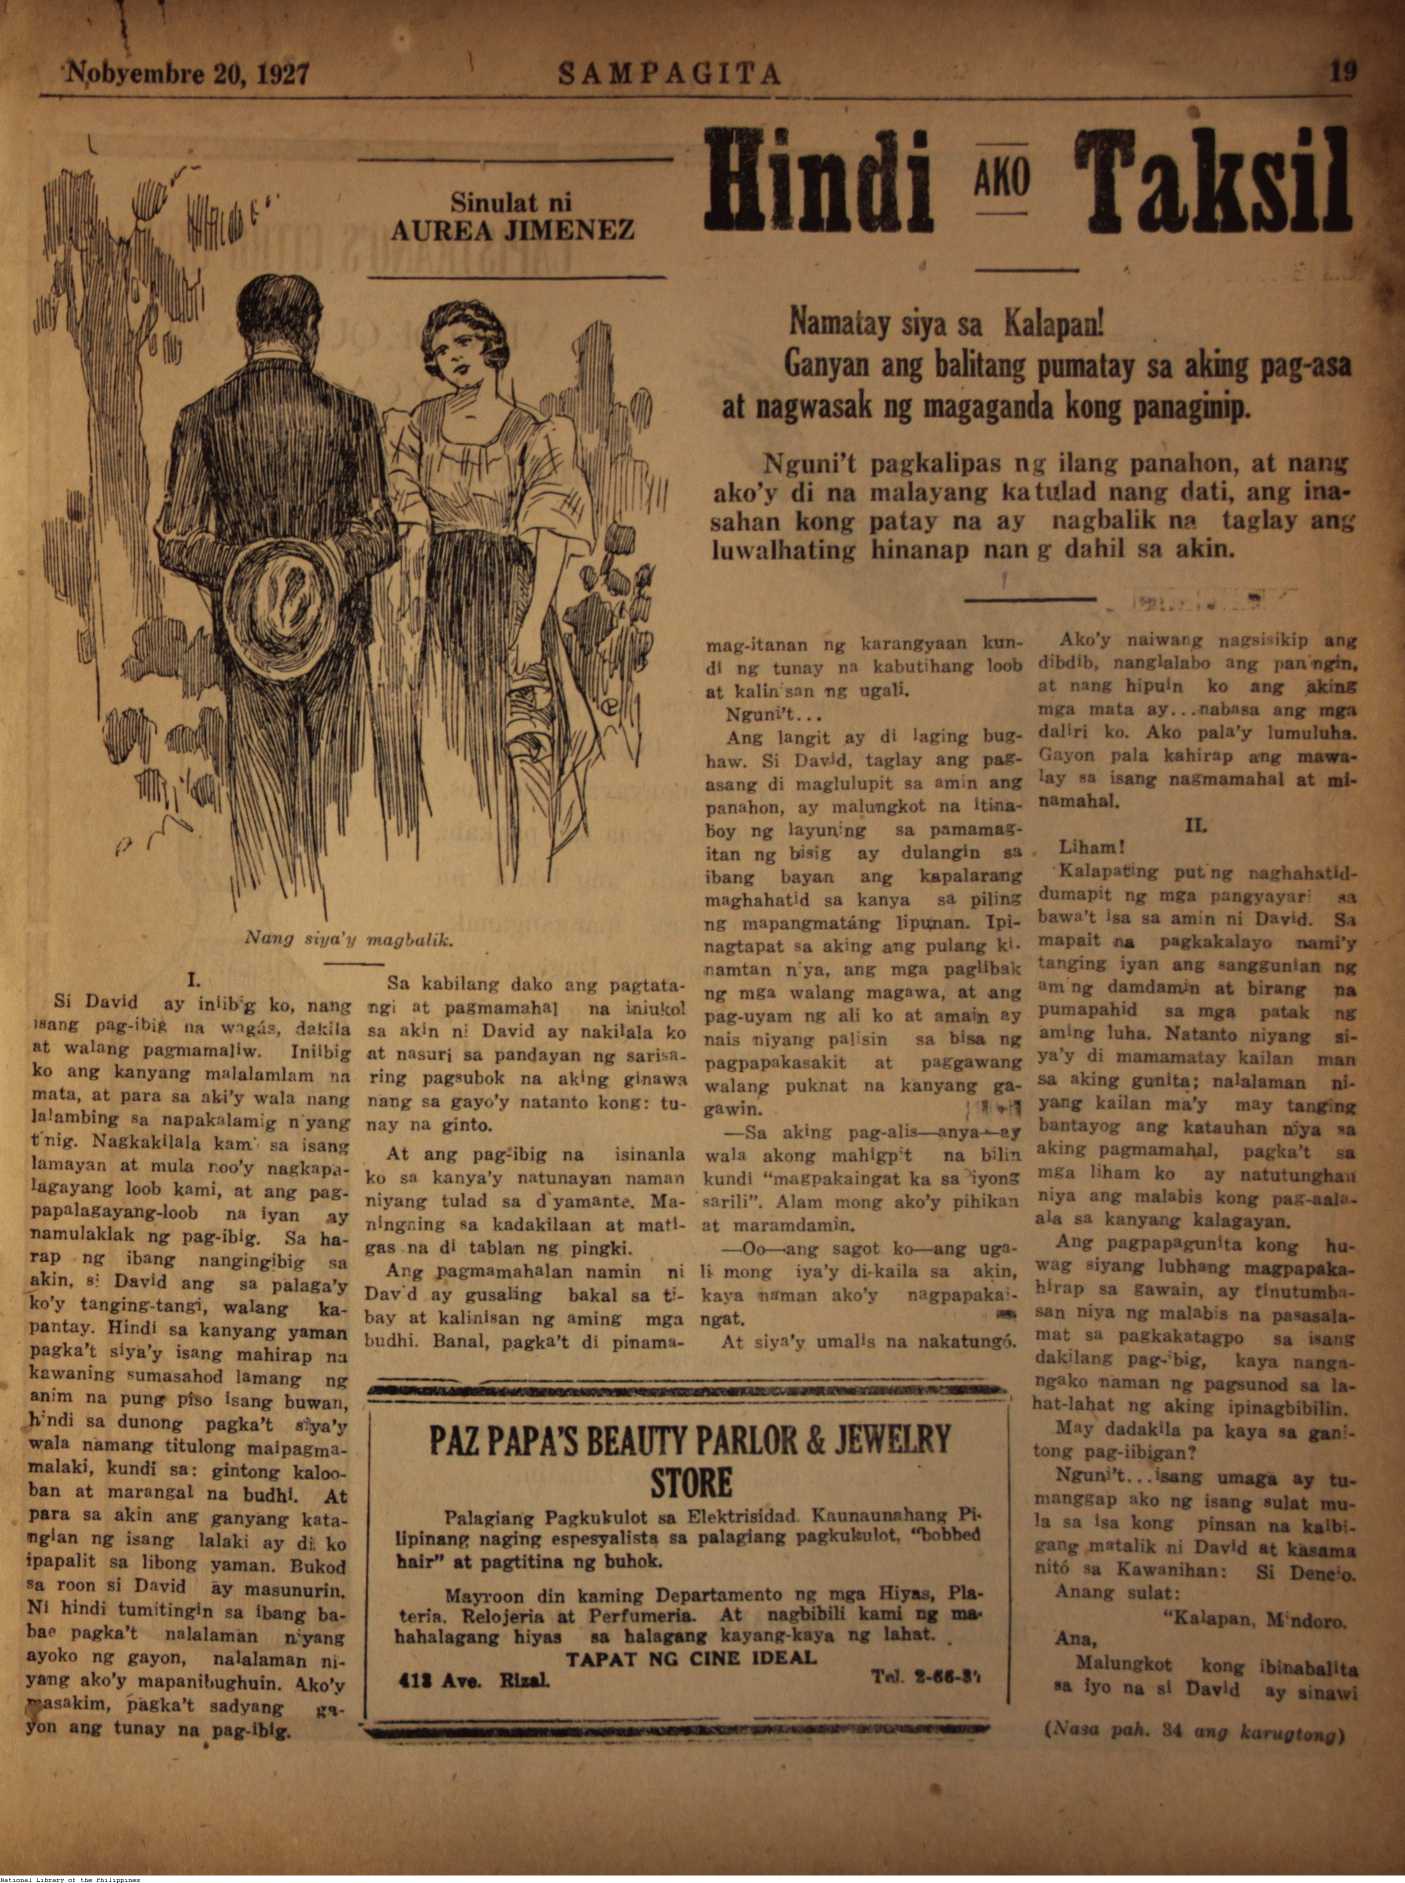 Nobyembre 20, 1927
SAMPAGITA
19
Hindi AKO Taksil
Sinulat ni
AUREA JIMENEZ
Namatay siya sa Kalapan!
Ganyan ang balitang pumatay sa aking pag-asa
at nagwasak ng magaganda kong panaginip.
Nguni't pagkalipas ng ilang panahon, at nang
ako'y di na malayang katulad nang dati, ang ina-
sahan kong patay na ay nagbalik na taglay ang
luwalhating hinanap nang dahil sa akin.
Nang siya'y magbalik.
I.
Si David ay iniibig ko, nang
isang pag-ibig na wagás, dakila
at walang pagmamaliw. Iniibig
ko ang kanyang malalamlam na
mata, at para sa aki'y wala nang
lalambing sa napakalamig niyang
tinig. Nagkakilala kami sa isang
lamayan at mula noo'y nagkapa-
lagayang loob kami, at ang pag-
papalagayang-loob na iyan ay
namulaklak ng pag-ibig. Sa ha-
rap ng ibang nangingibig sa
akin, si David ang sa palaga'y
ko'y tanging-tangi, walang ka-
pantay. Hindi sa kanyang yaman
pagka't siya'y isang mahirap na
kawaning sumasahod lamang ng
anim na pung piso isang buwan,
hindi sa dunong pagka't siya'y
wala namang titulong maipagma-
malaki, kundi sa: gintong kaloo-
ban at marangal na budhi. At
para sa akin ang ganyang kata-
ngian ng isang lalaki ay di ko
ipapalit sa libong yaman. Bukod
sa roon si David ay masunurin.
Ni hindi tumitingin sa ibang ba-
bae pagka't nalalaman niyang
ayoko ng gayon, nalalaman ni-
yang ako'y mapanibughuin. Ako'y
masakim, pagka't sadyang ga-
yon ang tunay na pag-ibig.
Sa kabilang dako ang pagtata-
ngi at pagmamahal na iniukol
sa akin ni David ay nakilala ko
at nasuri sa pandayan ng sarisa-
ring pagsubok na aking ginawa
nang sa gayo'y natanto kong: tu-
nay na ginto.
At ang pag-ibig na isinanla
ko sa kanya'y natunayan naman
niyang tulad sa diyamante. Ma-
ningning sa kadakilaan at mati-
gas na di tablan ng pingki.
Ang pagmamahalan namin ni
David ay gusaling bakal sa ti-
bay at kalinisan ng aming mga
budhi. Banal, pagka't di pinama-
mag-itanan ng karangyaan kun-
di ng tunay na kabutihang loob
at kalinisan ng ugali.
Nguni't...
Ang langit ay di laging bug-
haw. Si David, taglay ang pag-
asang di maglulupit sa amin ang
panahon, ay malungkot na itina-
boy ng layuning sa pamamag-
itan ng bisig ay dulangin sa
ibang bayan ang kapalarang
maghahatid sa kanya sa piling
ng mapangmatáng lipunan. Ipi-
nagtapat sa aking ang pulang ki-
namtan niya, ang mga paglibak
ng mga walang magawa, at ang
pag-uyam ng ali ko at amain ay
nais niyang palisin sa bisa ng
pagpapakasakit at paggawang
walang puknat na kanyang ga-
gawin.
—Sa aking pag-alis—anya—ay
wala akong mahigpit na bilin
kundi "magpakaingat ka sa iyong
sarili". Alam mong ako'y pihikan
at maramdamin.
—Oo—ang sagot ko—ang uga-
li mong iya'y di-kaila sa akin,
kaya naman ako'y nagpapakai-
ngat.
At siya'y umalis na nakatungó.
Ako'y naiwang nagsisikip ang
dibdib, nanglalabo ang paningin,
at nang hipuin ko ang aking
mga mata ay...nabasa ang mga
daliri ko. Ako pala'y lumuluha.
Gayon pala kahirap ang mawa-
lay sa isang nagmamahal at mi-
namahal.
II.
Liham!
Kalapating puting naghahatid-
dumapit ng mga pangyayari sa
bawa't isa sa amin ni David. Sa
mapait na pagkakalayo nami'y
tanging iyan ang sanggunian ng
aming damdamin at birang na
pumapahid sa mga patak ng
aming luha. Natanto niyang si-
ya'y di mamamatay kailan man
sa aking gunita; nalalaman ni-
yang kailan ma'y may tanging
bantayog ang katauhan niya sa
aking pagmamahal, pagka't sa
mga liham ko ay natutunghan
niya ang malabis kong pag-aala-
ala sa kanyang kalagayan.
Ang pagpapagunita kong hu-
wag siyang lubhang magpapaka-
hirap sa gawain, ay tinutumba-
san niya ng malabis na pasasala-
mat sa pagkakatagpo sa isang
dakilang pag-ibig, kaya nanga-
ngako naman ng pagsunod sa la-
hat-lahat ng aking ipinagbibilin.
May dadakila pa kaya sa gani-
tong pag-iibigan?
Nguni't...isang umaga ay tu-
manggap ako ng isang sulat mu-
la sa isa kong pinsan na kaibi-
gang matalik ni David at kasama
nitó sa Kawanihan: Si Dencio.
Anang sulat:
"Kalapan, Mindoro.
Ana,
Malungkot kong ibinabalita
sa iyo na si David ay sinawi
(Nasa pah. 34 ang karugtong)
PAZ PAPA'S BEAUTY PARLOR & JEWELRY
STORE
Palagiang Pagkukulot sa Elektrisidad. Kaunaunahang Pi-
lipinang naging espesyalista sa palagiang pagkukulot, "bobbed
hair" at pagtitina ng buhok.
Mayroon din kaming Departamento ng mga Hiyas, Pla-
teria, Relojeria at Perfumeria. At nagbibili kami ng ma-
hahalagang hiyas sa halagang kayang-kaya ng lahat.
TAPAT NG CINE IDEAL
413 Ave. Rizal.
Tel.
National Library of the Philippines